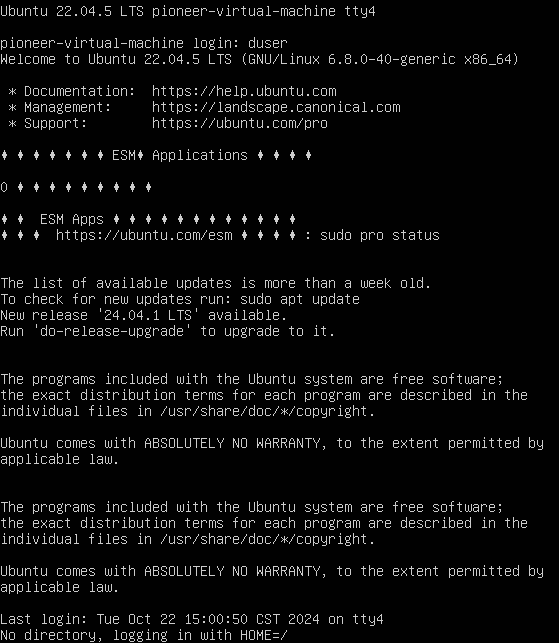 Ubuntu 22.04.5 LTS pioneer-virtual-machine tty4
pioneer-virtual-machine login: duser
Welcome to Ubuntu 22.04.5 LTS (GNU/Linux 6.8.0-40-generic x86_64)
* Documentation:  https://help.ubuntu.com
* Management:     https://landscape.canonical.com
* Support:        https://ubuntu.com/pro
♦ ♦ ♦ ♦ ♦ ♦ ♦ ESM♦ Applications ♦ ♦ ♦ ♦
0 ♦ ♦ ♦ ♦ ♦ ♦ ♦ ♦ ♦
♦ ♦  ESM Apps ♦ ♦ ♦ ♦ ♦ ♦ ♦ ♦ ♦ ♦ ♦ ♦
♦ ♦ ♦  https://ubuntu.com/esm ♦ ♦ ♦ ♦ : sudo pro status
The list of available updates is more than a week old.
To check for new updates run: sudo apt update
New release '24.04.1 LTS' available.
Run 'do-release-upgrade' to upgrade to it.
The programs included with the Ubuntu system are free software;
the exact distribution terms for each program are described in the
individual files in /usr/share/doc/*/copyright.
Ubuntu comes with ABSOLUTELY NO WARRANTY, to the extent permitted by
applicable law.
The programs included with the Ubuntu system are free software;
the exact distribution terms for each program are described in the
individual files in /usr/share/doc/*/copyright.
Ubuntu comes with ABSOLUTELY NO WARRANTY, to the extent permitted by
applicable law.
Last login: Tue Oct 22 15:00:50 CST 2024 on tty4
No directory, logging in with HOME=/